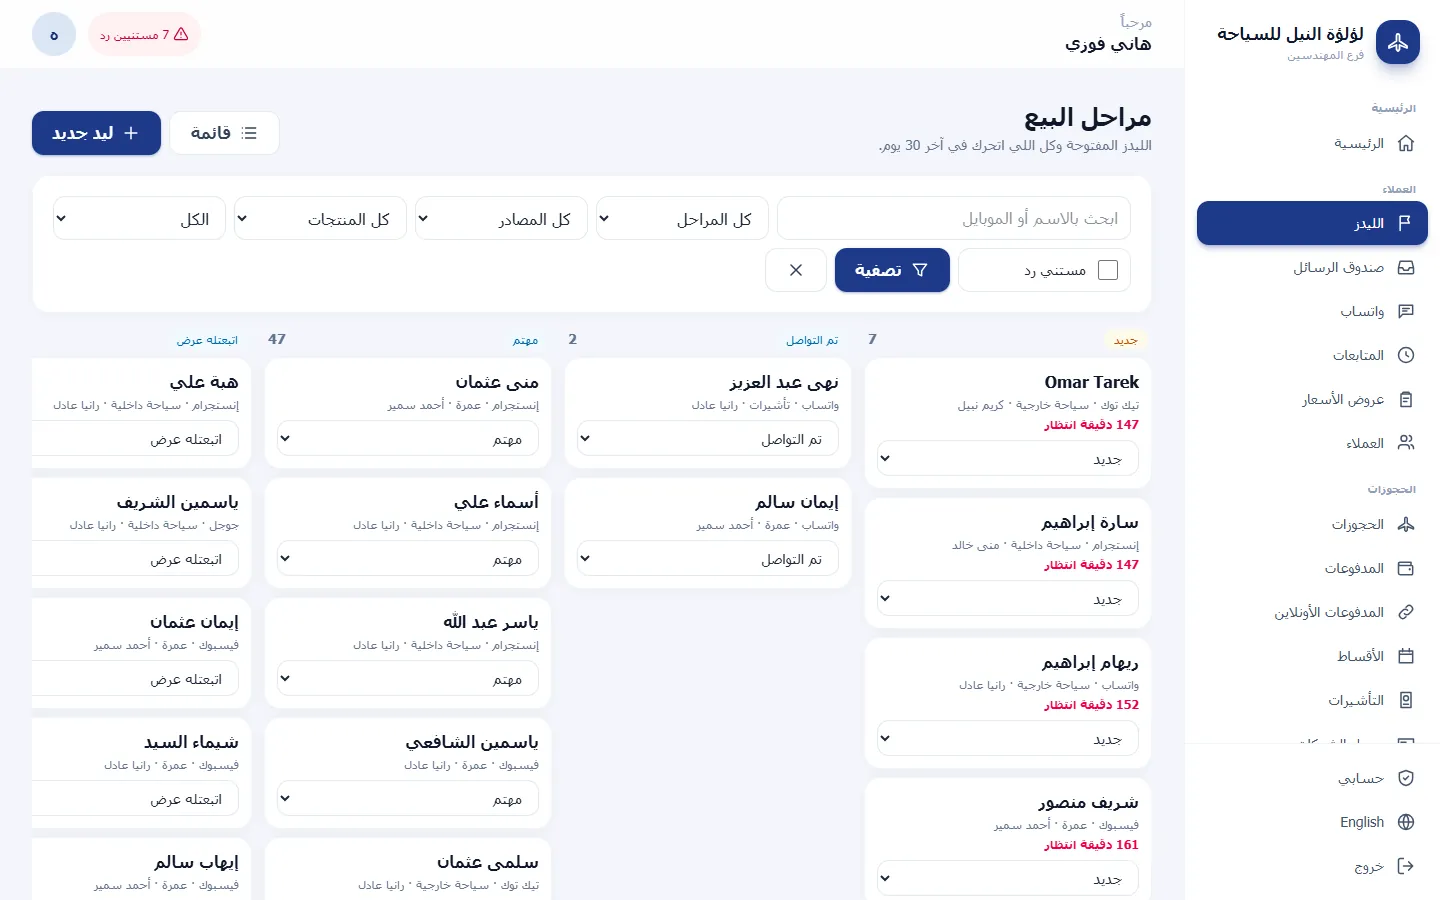 لؤلؤة النيل للسياحة
فرع المهندسين
الرئيسية
الرئيسية
العملاء
الليدز
صندوق الرسائل
واتساب
المتابعات
عروض الأسعار
العملاء
الحجوزات
الحجوزات
المدفوعات
المدفوعات الأونلاين
الأقساط
التأشيرات
حسابي
English
خروج
مرحباً
هاني فوزي
7 مستنيين رد
ه
مراحل البيع
الليدز المفتوحة وكل اللي اتحرك في آخر 30 يوم.
قائمة
ليد جديد
ابحث بالاسم أو الموبايل
كل المراحل
كل المصادر
كل المنتجات
الكل
مستني رد
تصفية
جديد
7
Omar Tarek
تيك توك · سياحة خارجية · كريم نبيل
147 دقيقة انتظار
جديد
سارة إبراهيم
إنستجرام · سياحة داخلية · منى خالد
147 دقيقة انتظار
جديد
ريهام إبراهيم
واتساب · سياحة خارجية · رانيا عادل
152 دقيقة انتظار
جديد
شريف منصور
فيسبوك · عمرة · أحمد سمير
161 دقيقة انتظار
جديد
تم التواصل
2
نهى عبد العزيز
واتساب · تأشيرات · رانيا عادل
تم التواصل
إيمان سالم
واتساب · عمرة · أحمد سمير
تم التواصل
مهتم
47
منى عثمان
إنستجرام · عمرة · أحمد سمير
مهتم
أسماء علي
إنستجرام · سياحة داخلية · رانيا عادل
مهتم
ياسر عبد الله
إنستجرام · سياحة داخلية · رانيا عادل
مهتم
ياسمين الشافعي
فيسبوك · عمرة · رانيا عادل
مهتم
سلمى عثمان
تيك توك · سياحة خارجية · رانيا عادل
اتبعتله عرض
هبة علي
إنستجرام · سياحة داخلية · رانيا عادل
اتبعتله عرض
ياسمين الشريف
جوجل · سياحة داخلية · رانيا عادل
اتبعتله عرض
إيمان عثمان
فيسبوك · عمرة · أحمد سمير
اتبعتله عرض
شيماء السيد
فيسبوك · عمرة · رانيا عادل
اتبعتله عرض
إيهاب سالم
فيسبوك · عمرة · أحمد سمير